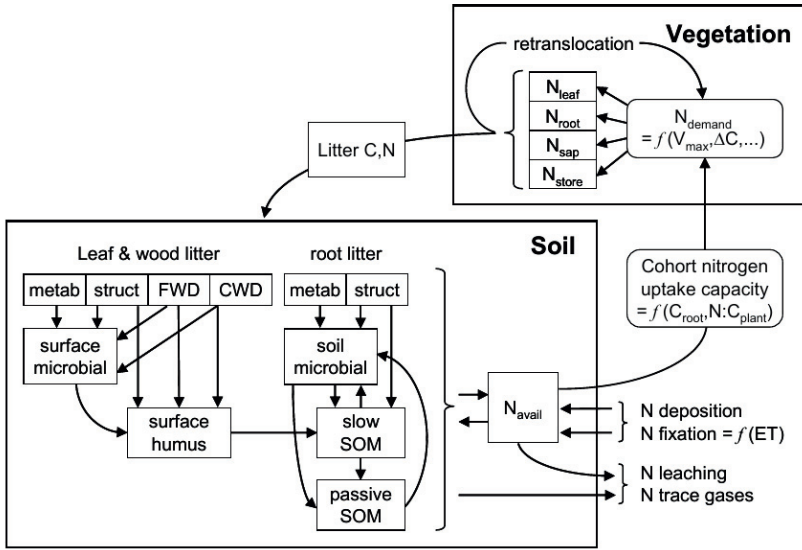 Vegetation
retranslocation
N_leaf
N_root
N_sap
N_store
N_demand
= f(V_max,ΔC,...)
Litter C,N
Soil
Leaf & wood litter
root litter
metab struct FWD CWD
metab struct
surface
microbial
soil
microbial
surface
humus
slow
SOM
passive
SOM
Cohort nitrogen
uptake capacity
= f(C_root,N:C_plant)
N_avail
N deposition
N fixation = f(ET)
N leaching
N trace gases